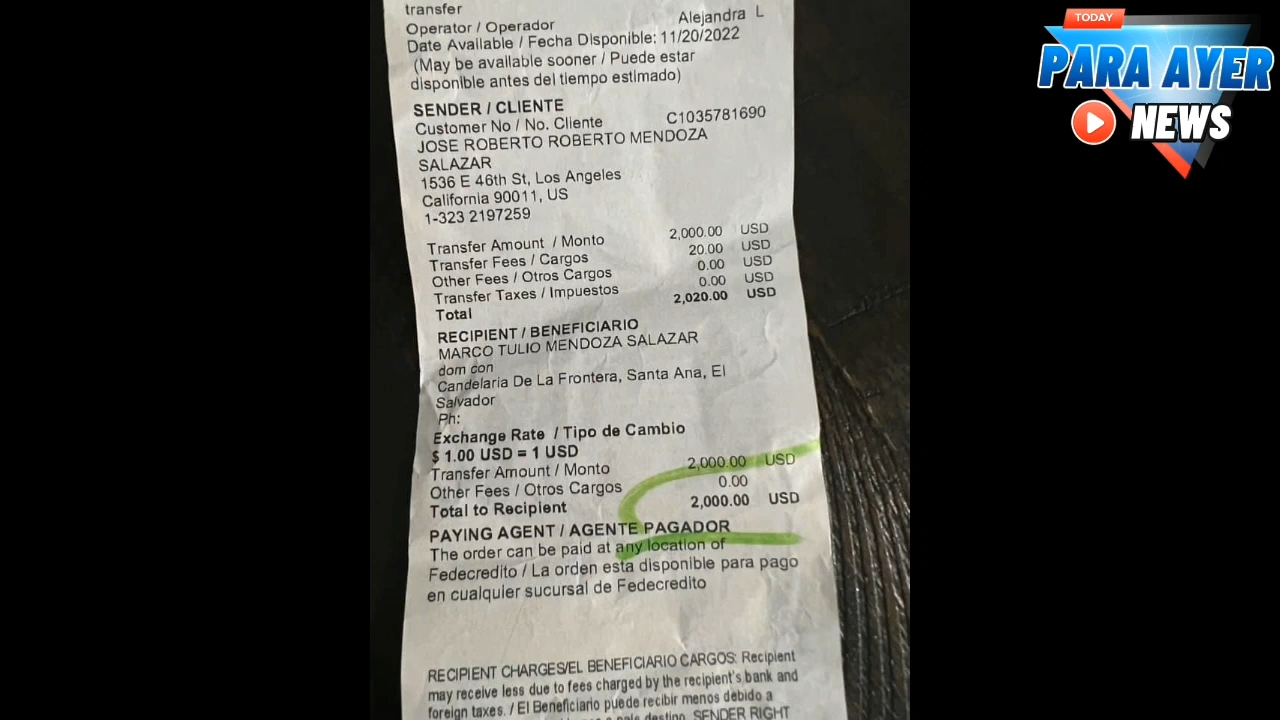 transfer
Operator / Operador Alejandra L
Date Available / Fecha Disponible: 11/20/2022
(May be available sooner / Puede estar
disponible antes del tiempo estimado)
SENDER / CLIENTE
Customer No / No. Cliente C1035781690
JOSE ROBERTO ROBERTO MENDOZA
SALAZAR
1536 E 46th St, Los Angeles
California 90011, US
1-323 2197259
Transfer Amount / Monto 2,000.00 USD
Transfer Fees / Cargos 20.00 USD
Other Fees / Otros Cargos 0.00 USD
Transfer Taxes / Impuestos 0.00 USD
Total 2,020.00 USD
RECIPIENT / BENEFICIARIO
MARCO TULIO MENDOZA SALAZAR
dom con
Candelaria De La Frontera, Santa Ana, El
Salvador
Ph:
Exchange Rate / Tipo de Cambio
$ 1.00 USD = 1 USD
Transfer Amount / Monto 2,000.00 USD
Other Fees / Otros Cargos 0.00
Total to Recipient 2,000.00 USD
PAYING AGENT / AGENTE PAGADOR
The order can be paid at any location of
Fedecredito / La orden esta disponible para pago
en cualquier sucursal de Fedecredito
RECIPIENT CHARGES/EL BENEFICIARIO CARGOS: Recipient
may receive less due to fees charged by the recipient's bank and
foreign taxes. / El Beneficiario puede recibir menos debido a
destino. SENDER RIGHT
TODAY
PARA AYER
NEWS